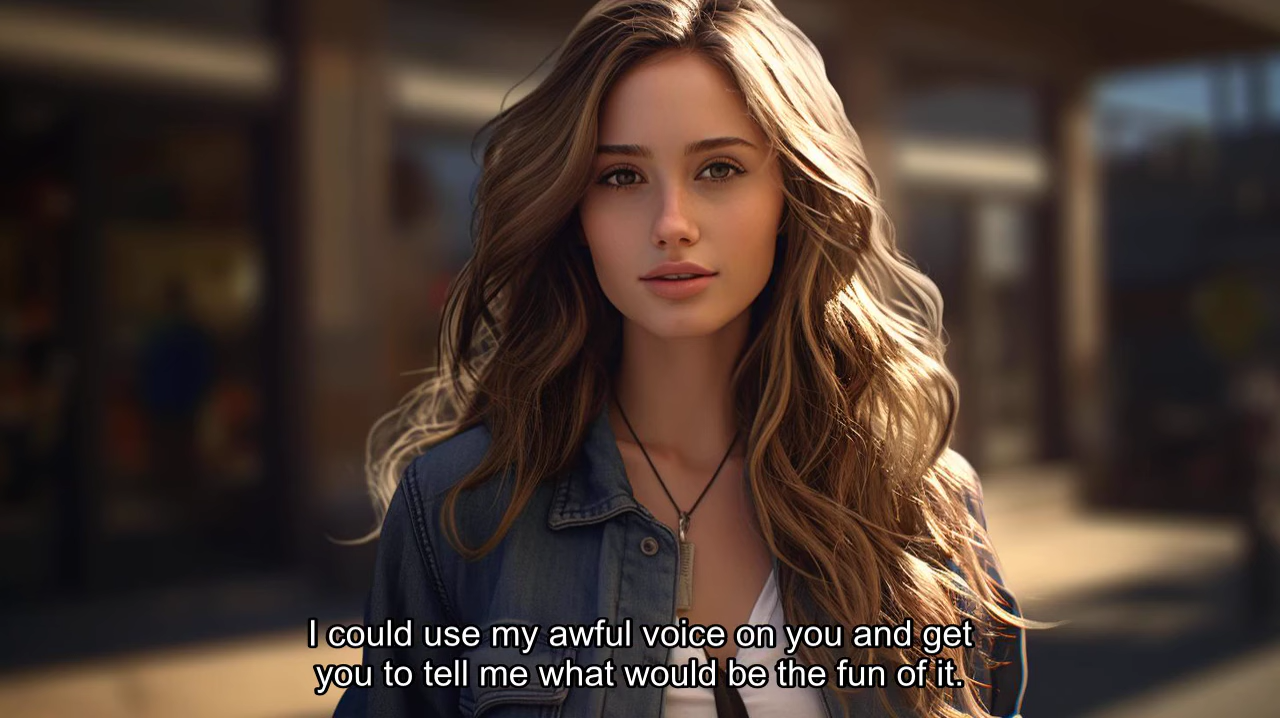 I could use my awful voice on you and get
you to tell me what would be the fun of it.